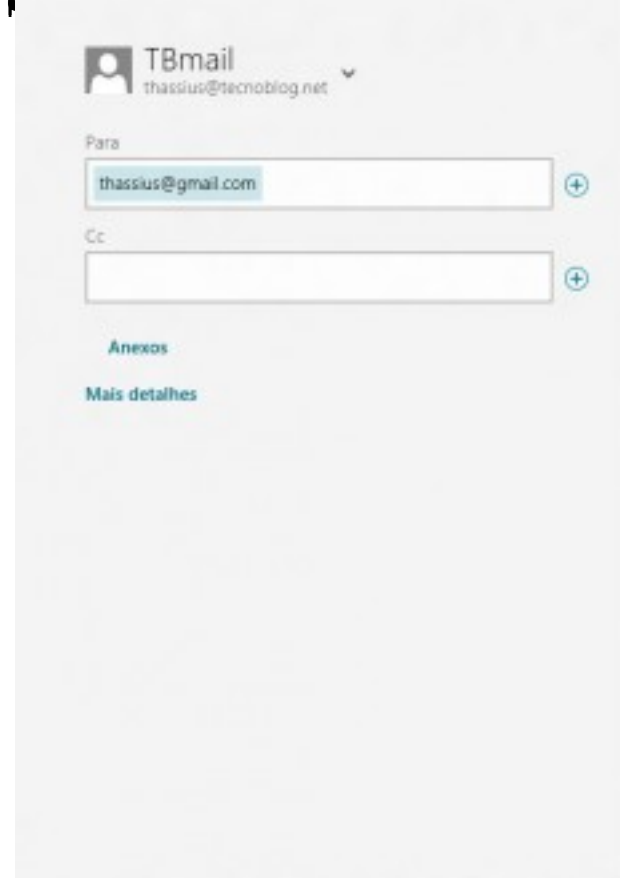 TBmail
thassius@tecnoblog.net
Para
thassius@gmail.com
Cc
Anexos
Mais detalhes